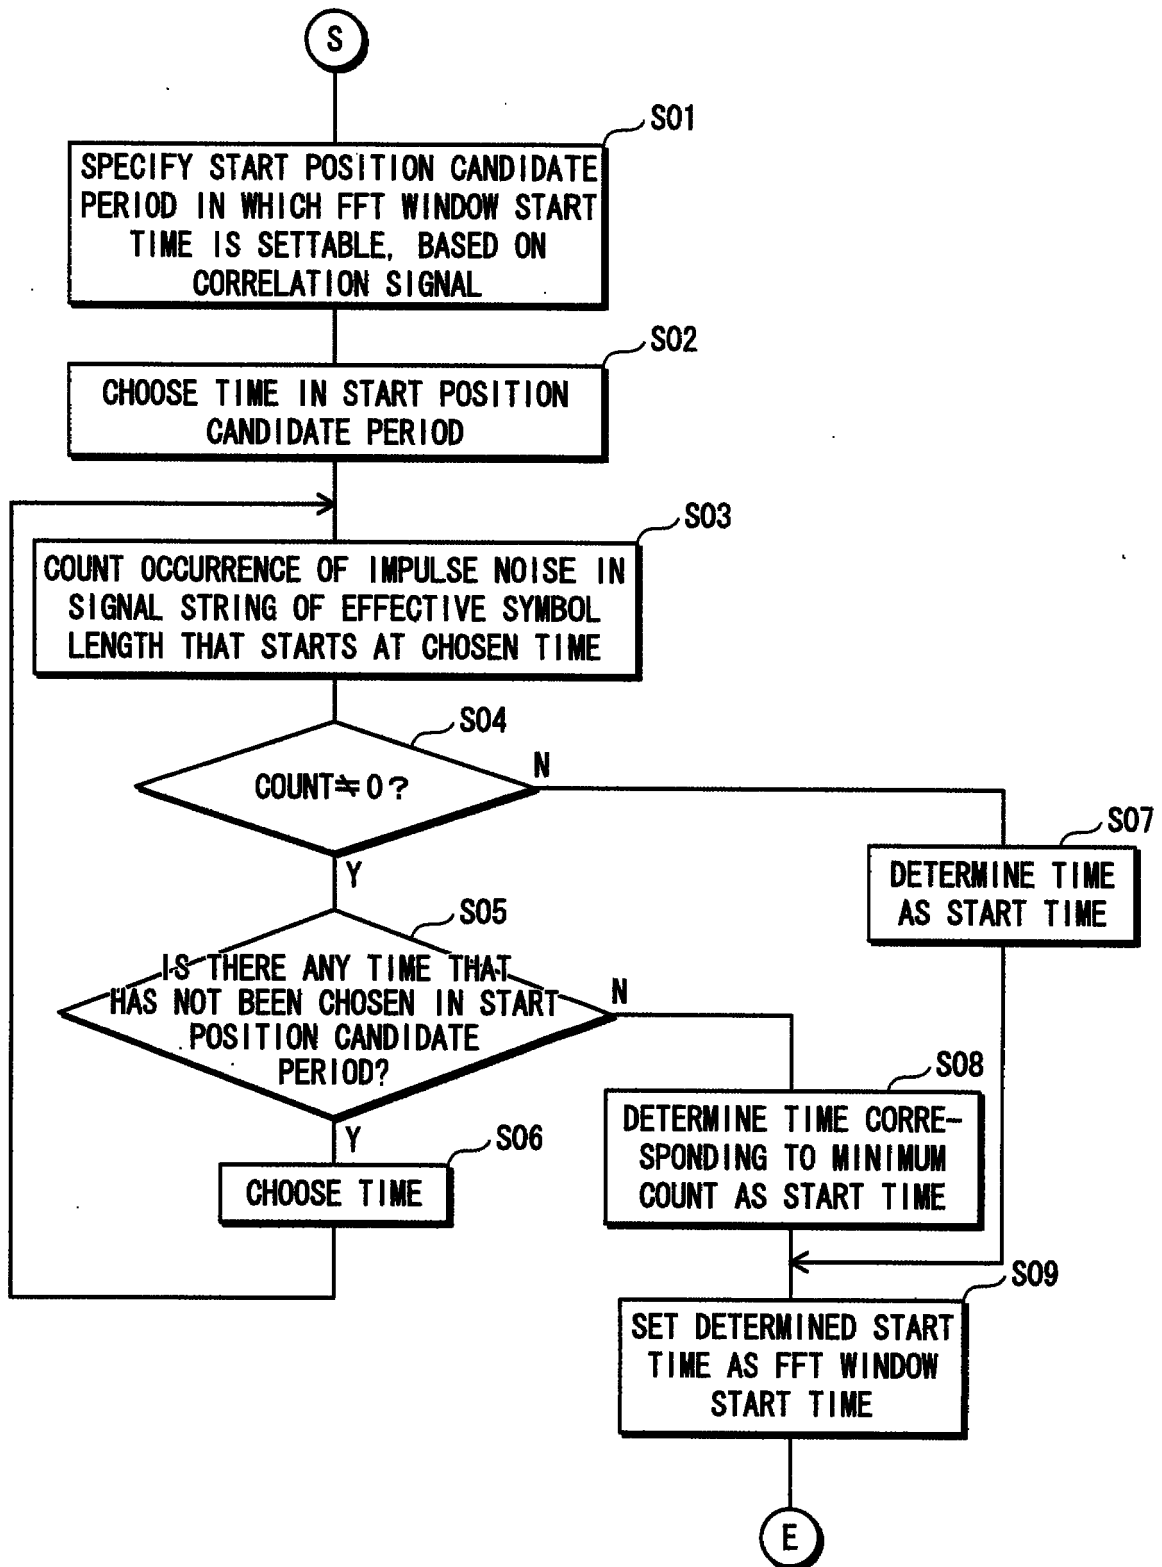 S
S01
SPECIFY START POSITION CANDIDATE
PERIOD IN WHICH FFT WINDOW START
TIME IS SETTABLE, BASED ON
CORRELATION SIGNAL
S02
CHOOSE TIME IN START POSITION
CANDIDATE PERIOD
S03
COUNT OCCURRENCE OF IMPULSE NOISE IN
SIGNAL STRING OF EFFECTIVE SYMBOL
LENGTH THAT STARTS AT CHOSEN TIME
S04
COUNT≠0?
N
Y
S07
DETERMINE TIME
AS START TIME
S05
IS THERE ANY TIME THAT
HAS NOT BEEN CHOSEN IN START
POSITION CANDIDATE
PERIOD?
N
Y
S06
CHOOSE TIME
S08
DETERMINE TIME CORRE-
SPONDING TO MINIMUM
COUNT AS START TIME
S09
SET DETERMINED START
TIME AS FFT WINDOW
START TIME
E